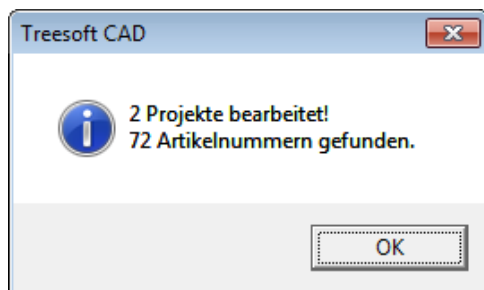 Treesoft CAD
2 Projekte bearbeitet!
72 Artikelnummern gefunden.
OK